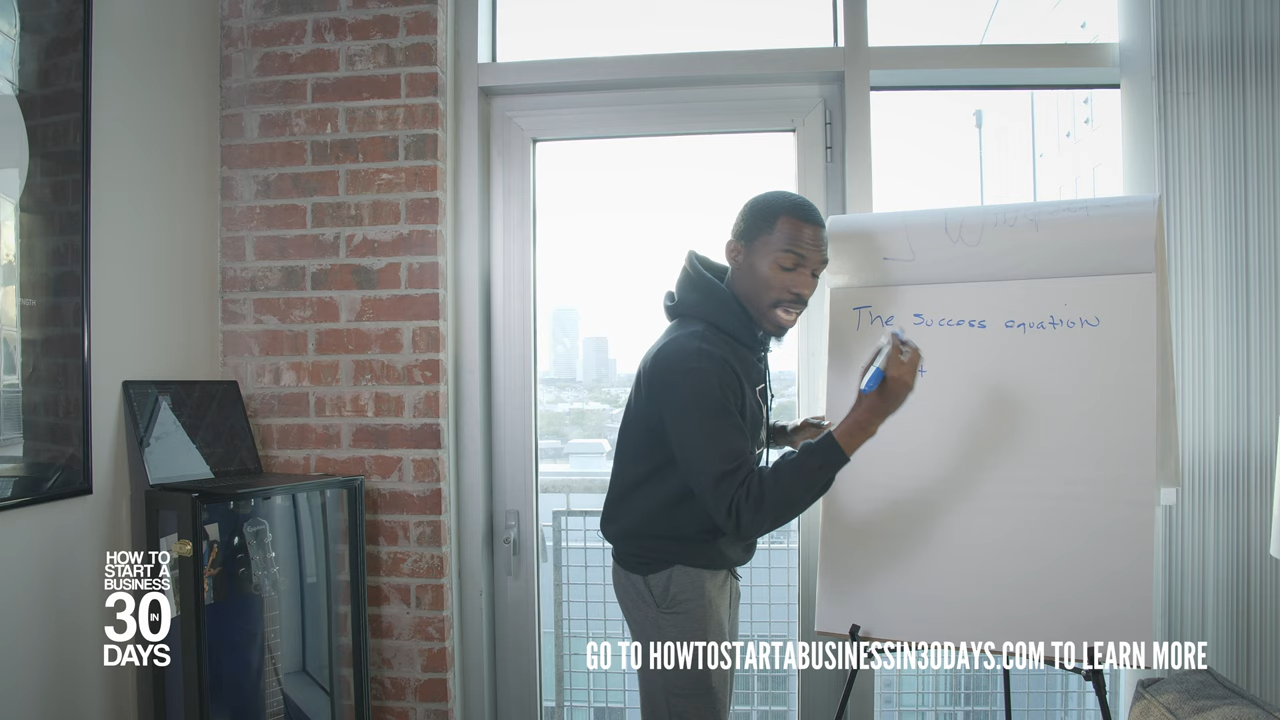 The success equation
HOW TO
START A
BUSINESS
30 IN
DAYS
GO TO HOWTOSTARTABUSINESSIN30DAYS.COM TO LEARN MORE